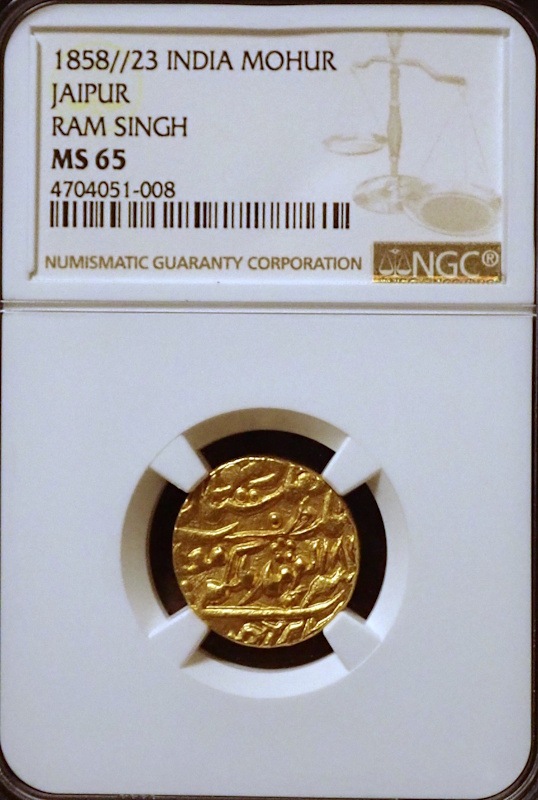 1858//23 INDIA MOHUR
JAIPUR
RAM SINGH
MS 65
4704051-008
NUMISMATIC GUARANTY CORPORATION
NGC®